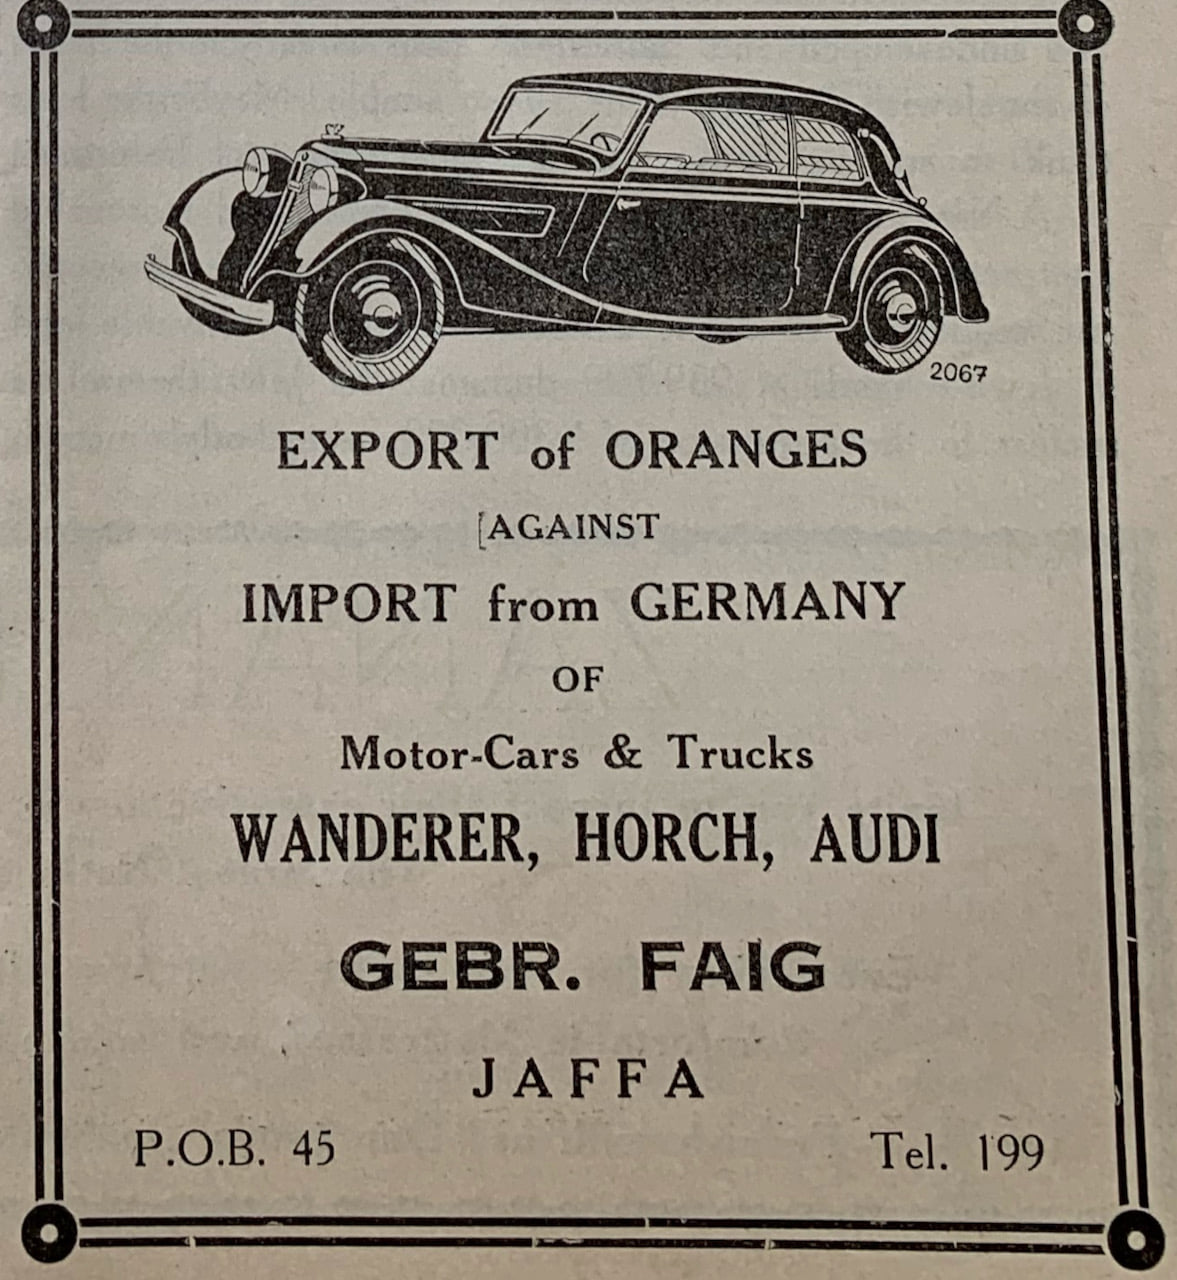 2067
EXPORT of ORANGES
[AGAINST
IMPORT from GERMANY
OF
Motor-Cars & Trucks
WANDERER, HORCH, AUDI
GEBR. FAIG
JAFFA
P.O.B. 45 Tel. 199